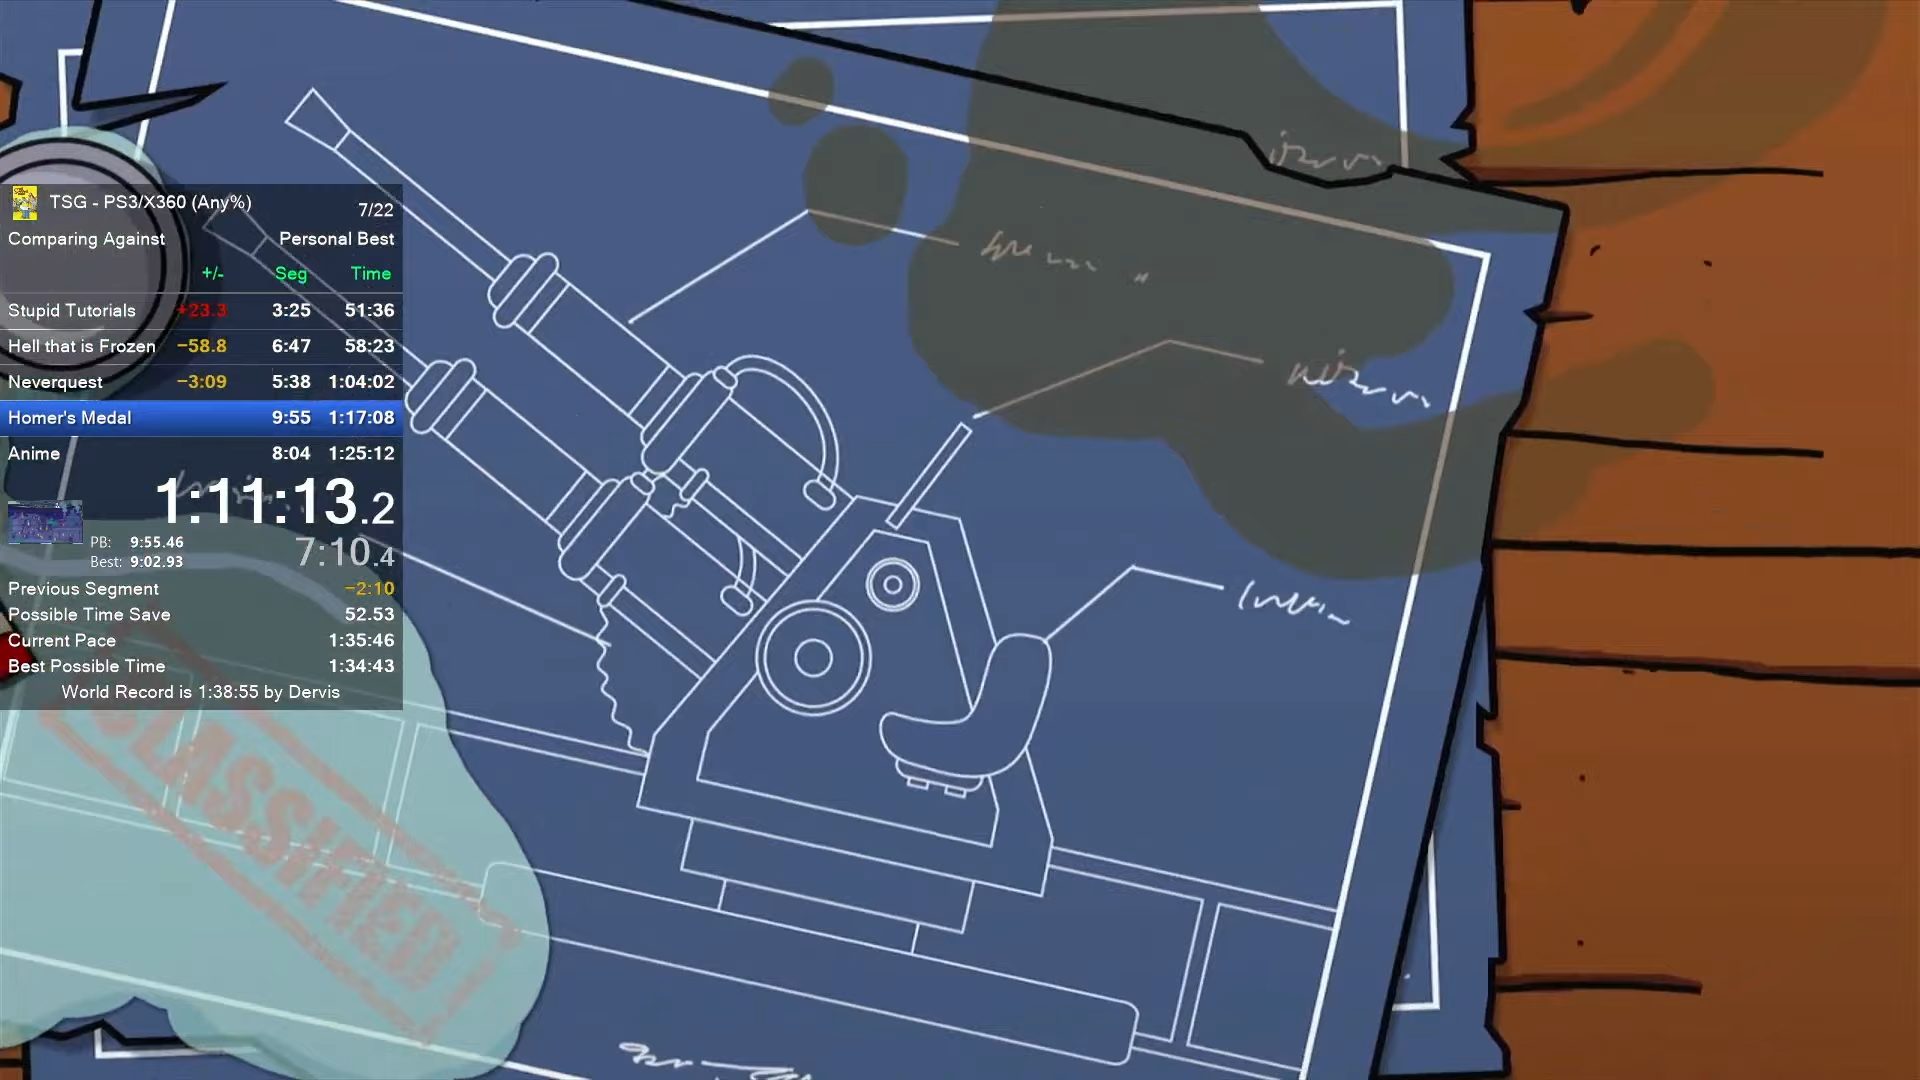 TSG - PS3/X360 (Any%)
7/22
Comparing Against Personal Best
+/- Seg Time
Stupid Tutorials +23.3 3:25 51:36
Hell that is Frozen −58.8 6:47 58:23
Neverquest −3:09 5:38 1:04:02
Homer's Medal 9:55 1:17:08
Anime 8:04 1:25:12
1:11:13.2
PB: 9:55.46
Best: 9:02.93
7:10.4
Previous Segment −2:10
Possible Time Save 52.53
Current Pace 1:35:46
Best Possible Time 1:34:43
World Record is 1:38:55 by Dervis
CLASSIFIED